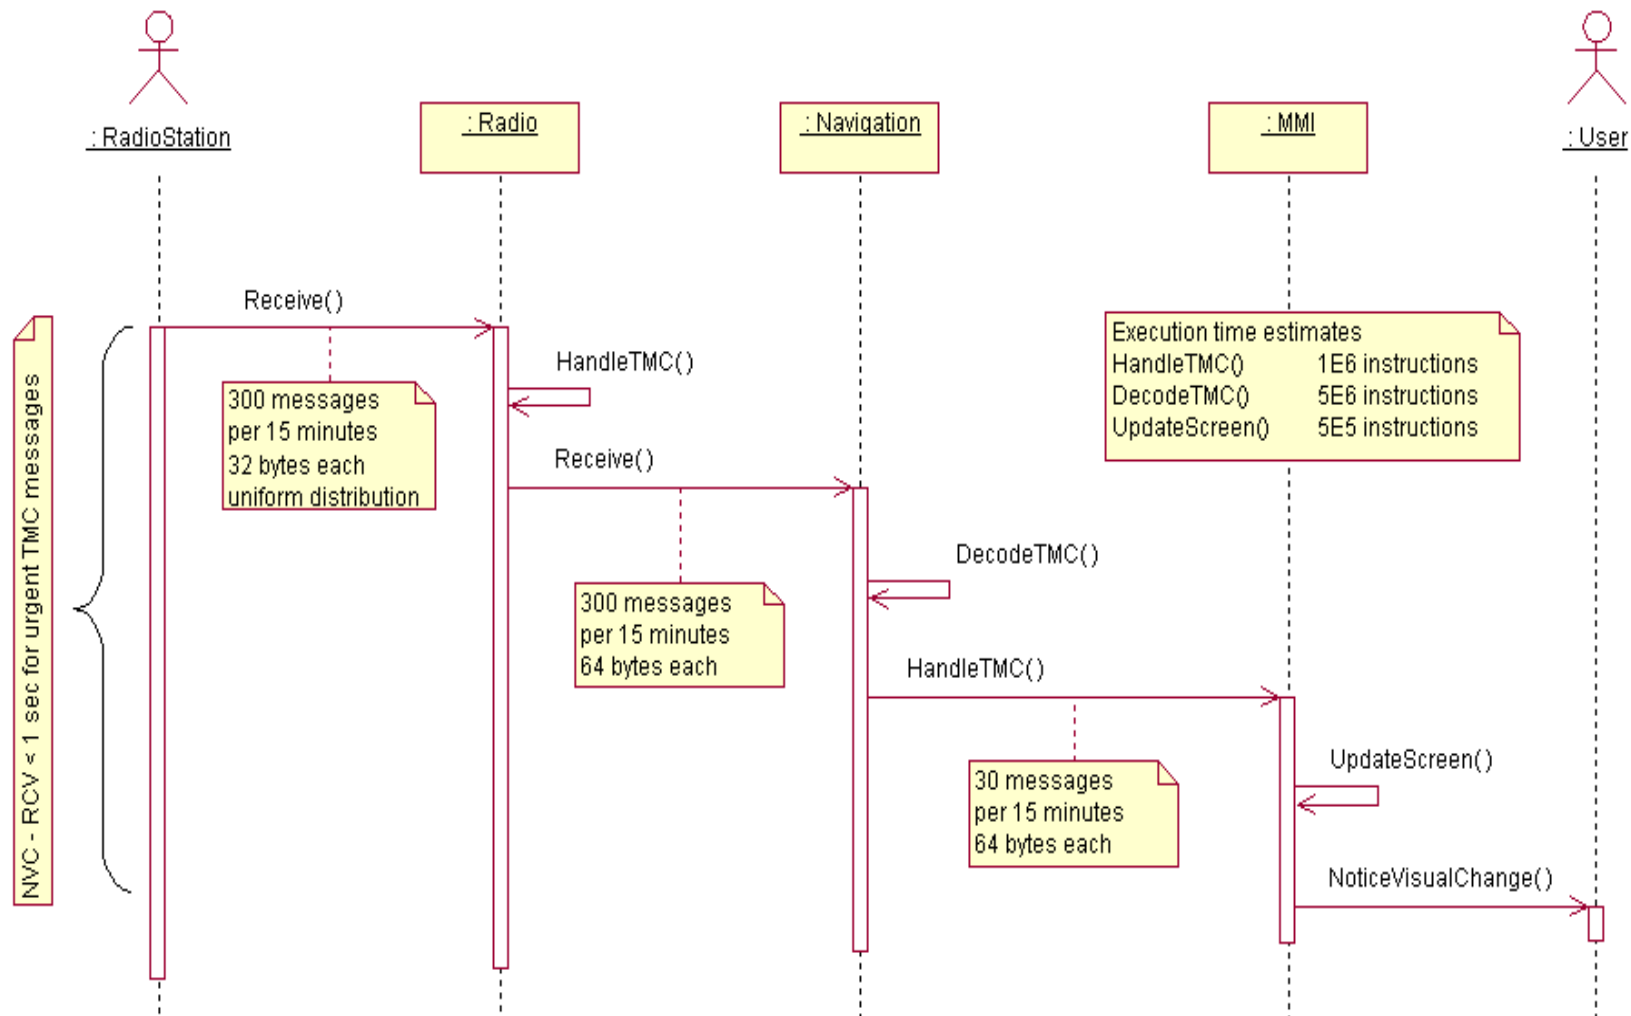 : RadioStation
: Radio
: Navigation
: MMI
: User
Receive()
NVC - RCV < 1 sec for urgent TMC messages
300 messages
per 15 minutes
32 bytes each
uniform distribution
HandleTMC()
Execution time estimates
HandleTMC() 1E6 instructions
DecodeTMC() 5E6 instructions
UpdateScreen() 5E5 instructions
Receive()
300 messages
per 15 minutes
64 bytes each
DecodeTMC()
HandleTMC()
30 messages
per 15 minutes
64 bytes each
UpdateScreen()
NoticeVisualChange()